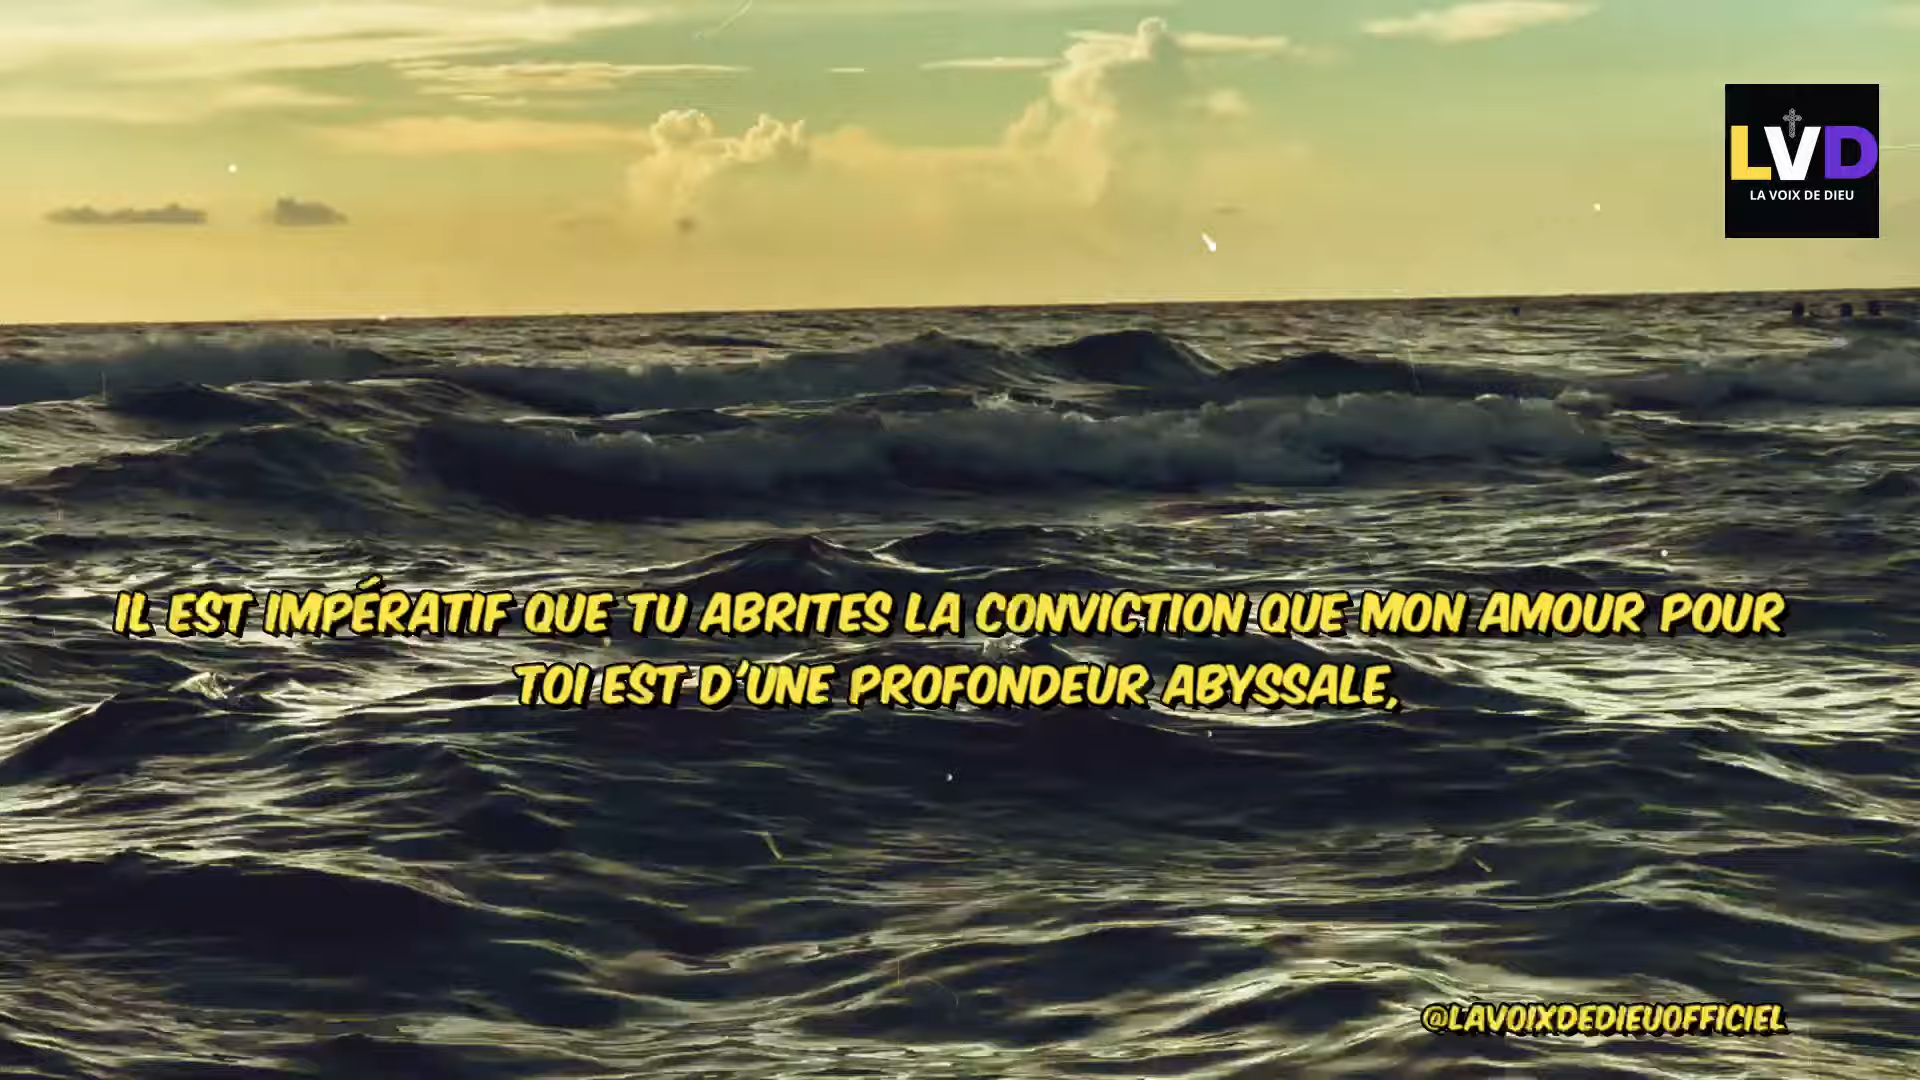 LVD
LA VOIX DE DIEU
IL EST IMPÉRATIF QUE TU ABRITES LA CONVICTION QUE MON AMOUR POUR
TOI EST D'UNE PROFONDEUR ABYSSALE,
@LAVOIXDEDIEUOFFICIEL